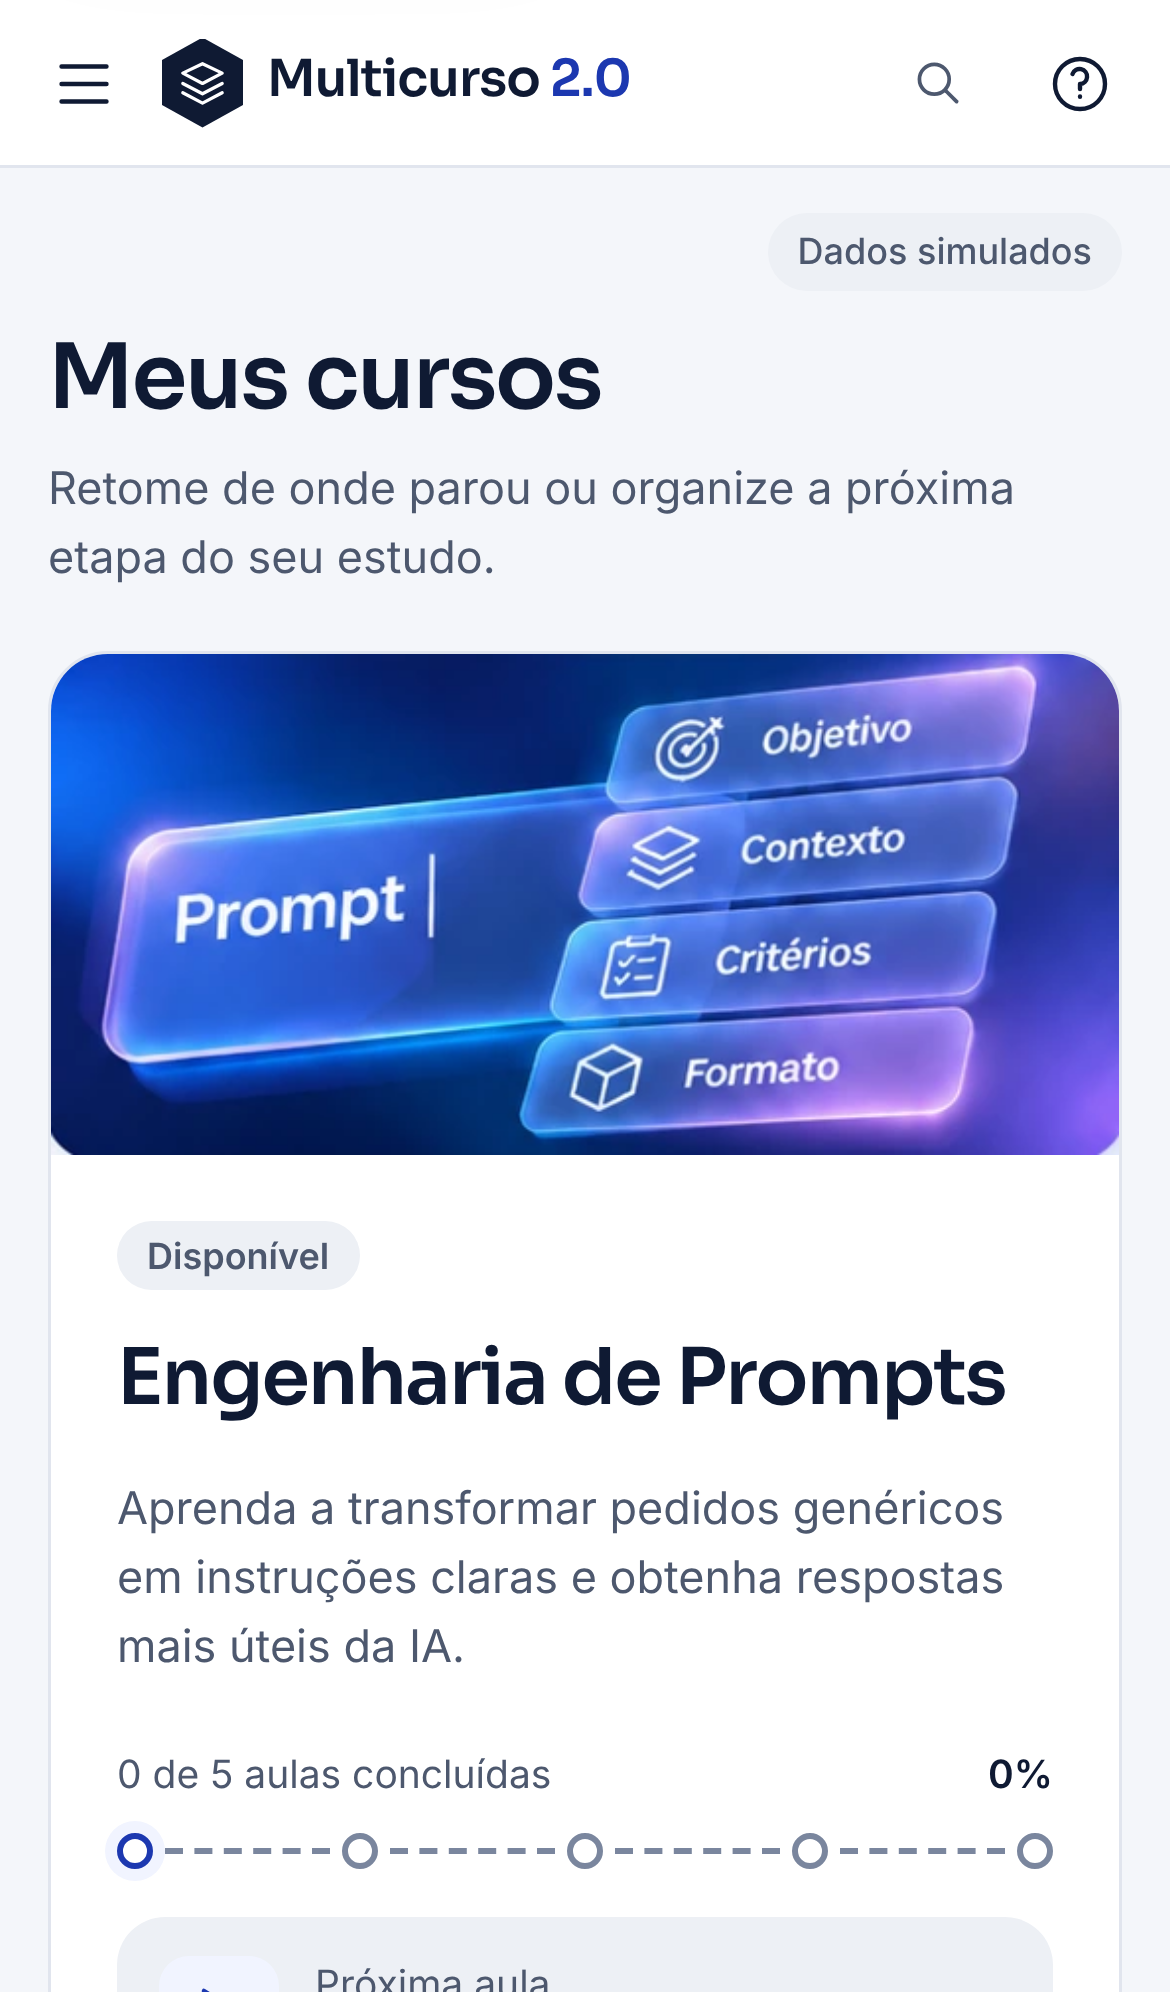 Multicurso 2.0
Dados simulados
Meus cursos
Retome de onde parou ou organize a próxima
etapa do seu estudo.
Prompt
Objetivo
Contexto
Critérios
Formato
Disponível
Engenharia de Prompts
Aprenda a transformar pedidos genéricos
em instruções claras e obtenha respostas
mais úteis da IA.
0 de 5 aulas concluídas 0%
Próxima aula